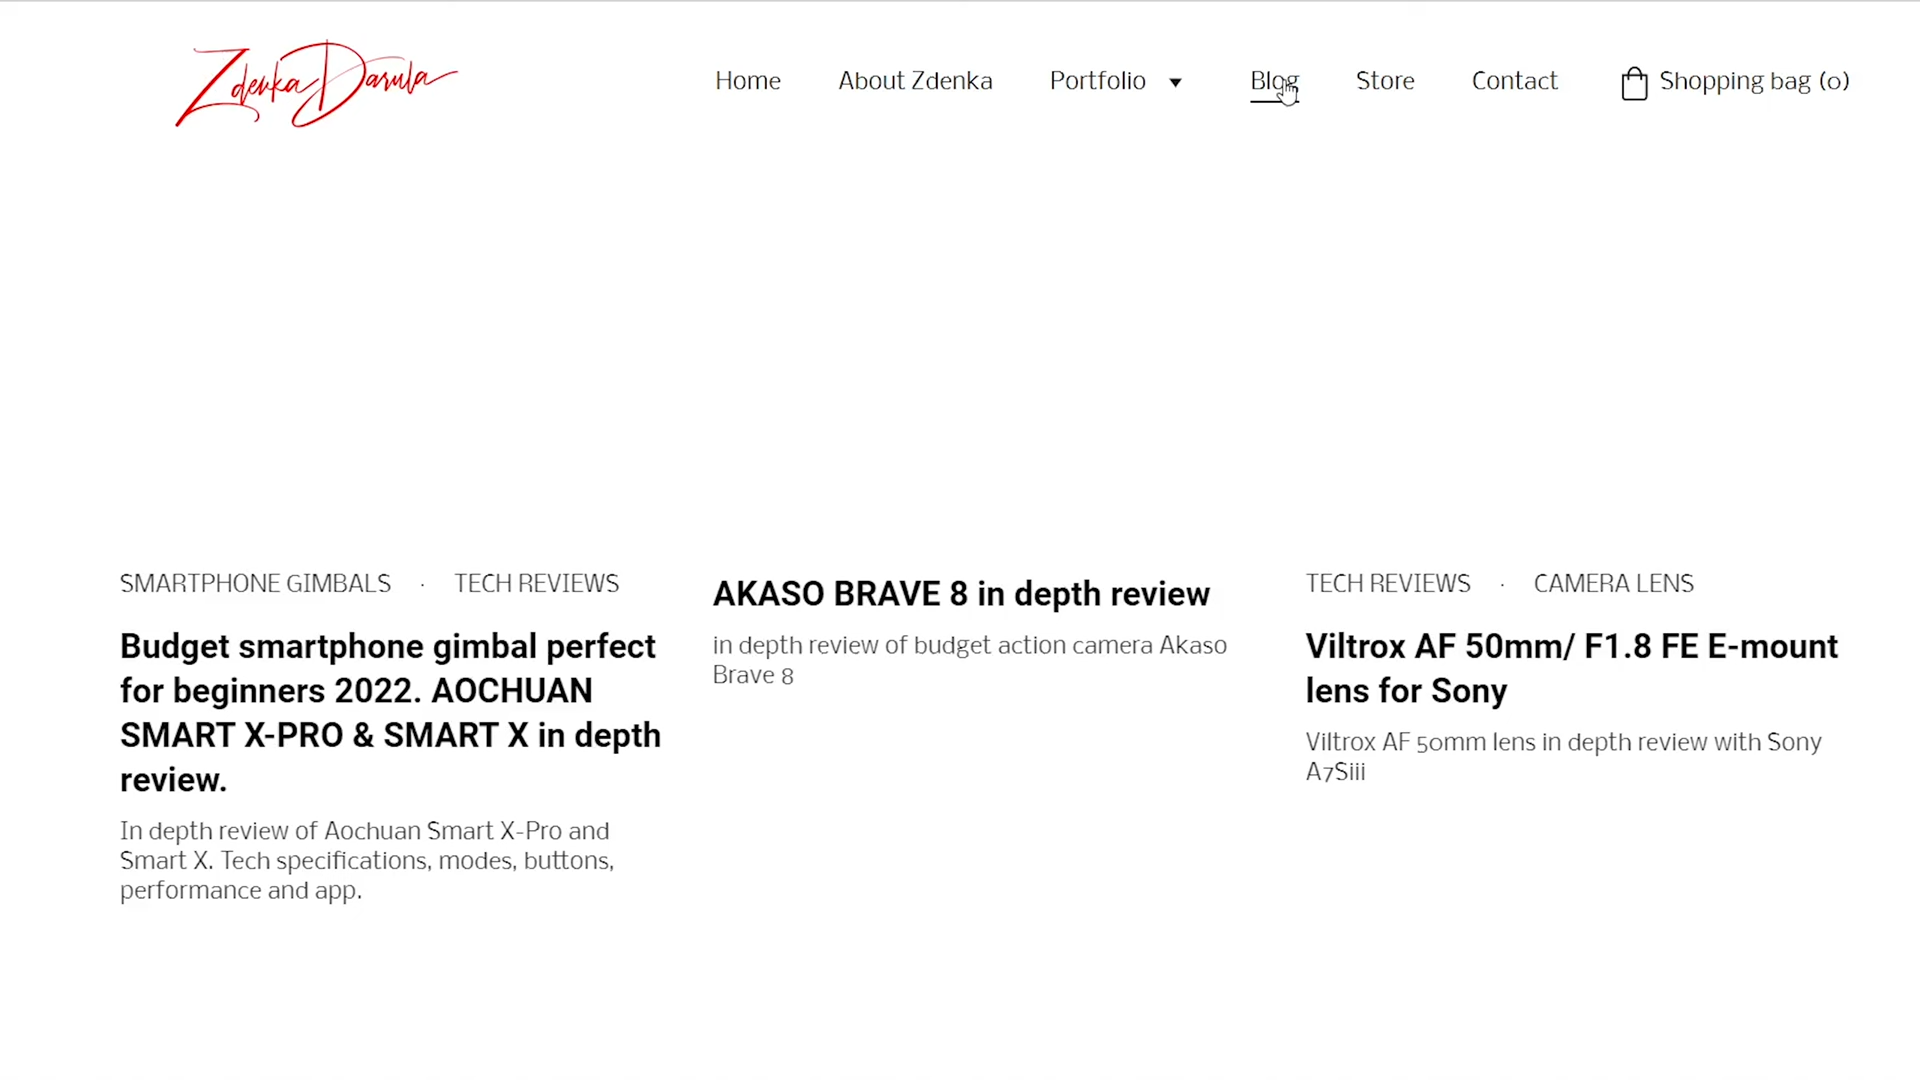 Zdenka Darula
Home About Zdenka Portfolio ▼ Blog Store Contact Shopping bag (0)
SMARTPHONE GIMBALS · TECH REVIEWS
Budget smartphone gimbal perfect
for beginners 2022. AOCHUAN
SMART X-PRO & SMART X in depth
review.
In depth review of Aochuan Smart X-Pro and
Smart X. Tech specifications, modes, buttons,
performance and app.
AKASO BRAVE 8 in depth review
in depth review of budget action camera Akaso
Brave 8
TECH REVIEWS · CAMERA LENS
Viltrox AF 50mm/ F1.8 FE E-mount
lens for Sony
Viltrox AF 50mm lens in depth review with Sony
A7Siii